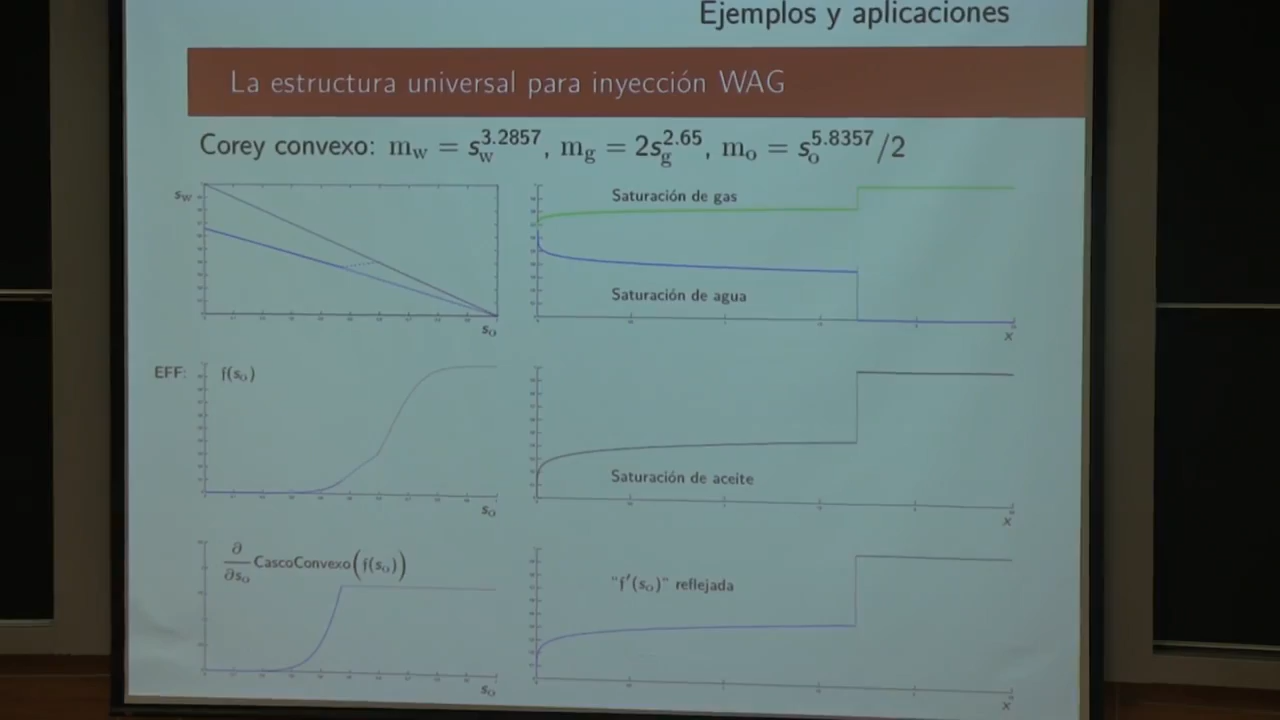 Ejemplos y aplicaciones
La estructura universal para inyección WAG
Corey convexo: m_w = s_w^3.2857, m_g = 2s_g^2.65, m_o = s_o^5.8357/2
s_w
s_o
Saturación de gas
Saturación de agua
x
EFF: f(s_o)
s_o
Saturación de aceite
x
∂/∂s_o CascoConvexo(f(s_o))
s_o
"f′(s_o)" reflejada
x